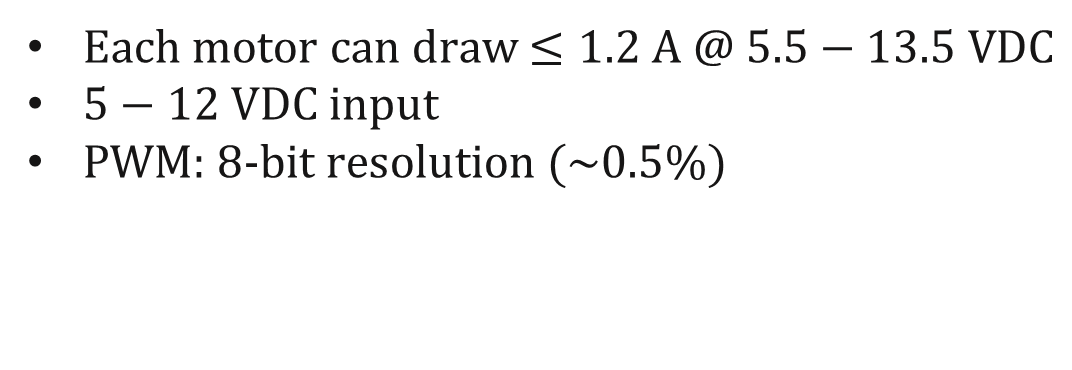 • Each motor can draw ≤ 1.2 A @ 5.5 − 13.5 VDC
• 5 − 12 VDC input
• PWM: 8-bit resolution (~0.5%)